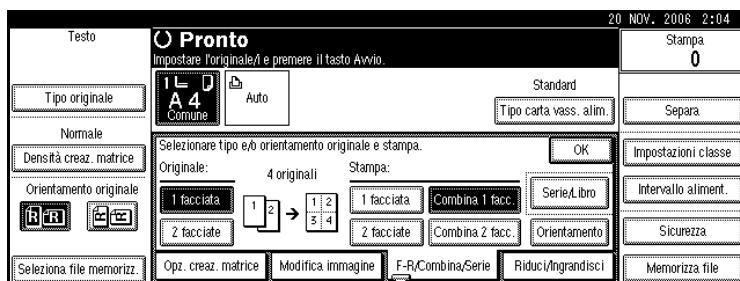 20 NOV. 2006 2:04
Testo
Pronto
Impostare l'originale/i e premere il tasto Avvio.
Stampa
0
1
A 4
Comune
Auto
Standard
Tipo carta vass. alim.
Tipo originale
Separa
Normale
Densità creaz. matrice
Selezionare tipo e/o orientamento originale e stampa.
OK
Impostazioni classe
Originale:
4 originali
Stampa:
Orientamento originale
1 facciata
1 2
1 2
3 4
1 facciata
Combina 1 facc.
Serie/Libro
Intervallo aliment.
R R
R R
2 facciate
2 facciate
Combina 2 facc.
Orientamento
Sicurezza
Seleziona file memorizz.
Opz. creaz. matrice
Modifica immagine
F-R/Combina/Serie
Riduci/Ingrandisci
Memorizza file